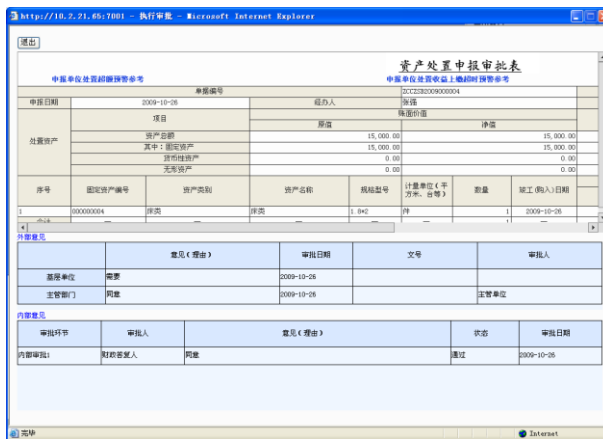 http://10.2.21.65:7001 - 执行审批 - Microsoft Internet Explorer
退出
资产处置申报审批表
申报单位处置超额预警参考 申报单位处置收益上缴超时预警参考
单据编号 ZCCZSB2009000004
申报日期 2009-10-26 经办人 张强
处置资产 项目 账面价值
原值 净值
资产总额 15,000.00 15,000.00
其中：固定资产 15,000.00 15,000.00
货币性资产 0.00 0.00
无形资产 0.00 0.00
序号 固定资产编号 资产类别 资产名称 规格型号 计量单位(平方米、台等) 数量 竣工(购入)日期
1 000000004 床类 床类 1.8*2 件 1 2009-10-26
合计 — — — — — 1 —
外部意见
意见(理由) 审批日期 文号 审批人
基层单位 需要 2009-10-26
主管部门 同意 2009-10-26 主管单位
内部意见
审批环节 审批人 意见(理由) 状态 审批日期
内部审批1 财政答复人 同意 通过 2009-10-26
完毕 Internet